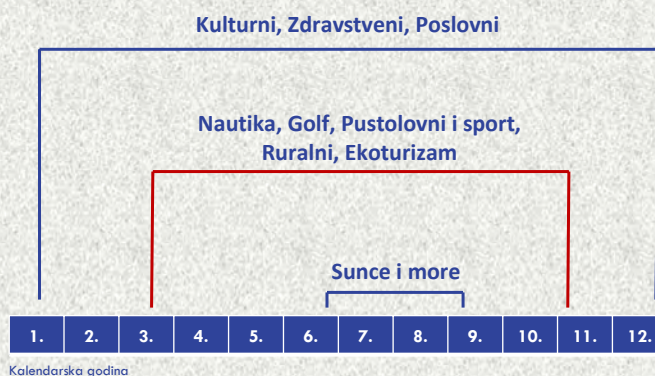 Kulturni, Zdravstveni, Poslovni
Nautika, Golf, Pustolovni i sport,
Ruralni, Ekoturizam
Sunce i more
1. 2. 3. 4. 5. 6. 7. 8. 9. 10. 11. 12.
Kalendarska godina